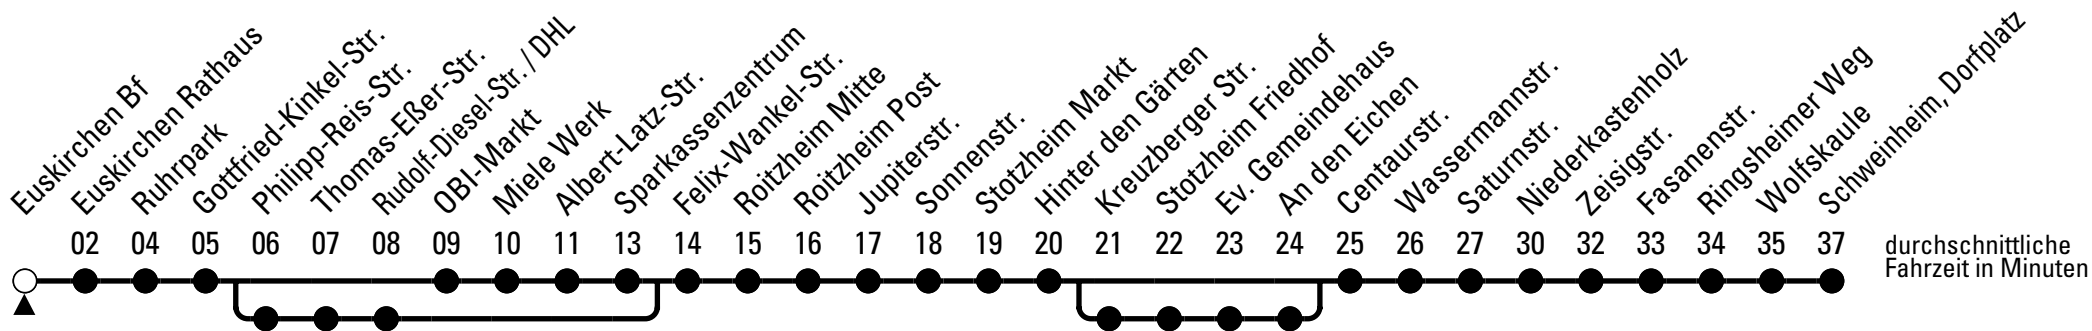 Euskirchen Bf
Euskirchen Rathaus
Ruhrpark
Gottfried-Kinkel-Str.
Philipp-Reis-Str.
Thomas-Eßer-Str.
Rudolf-Diesel-Str. / DHL
OBI-Markt
Miele Werk
Albert-Latz-Str.
Sparkassenzentrum
Felix-Wankel-Str.
Roitzheim Mitte
Roitzheim Post
Jupiterstr.
Sonnenstr.
Stotzheim Markt
Hinter den Gärten
Kreuzberger Str.
Stotzheim Friedhof
Ev. Gemeindehaus
An den Eichen
Centaurstr.
Wassermannstr.
Saturnstr.
Niederkastenholz
Zeisigstr.
Fasanenstr.
Ringsheimer Weg
Wolfskaule
Schweinheim, Dorfplatz
02 04 05 06 07 08 09 10 11 13 14 15 16 17 18 19 20 21 22 23 24 25 26 27 30 32 33 34 35 37
durchschnittliche
Fahrzeit in Minuten